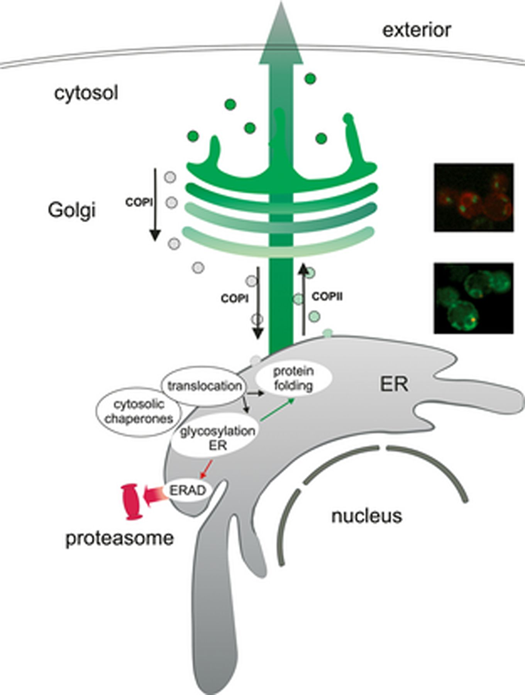 exterior
cytosol
COPI
Golgi
COPI
COPII
translocation
protein
folding
ER
cytosolic
chaperones
glycosylation
ER
ERAD
nucleus
proteasome